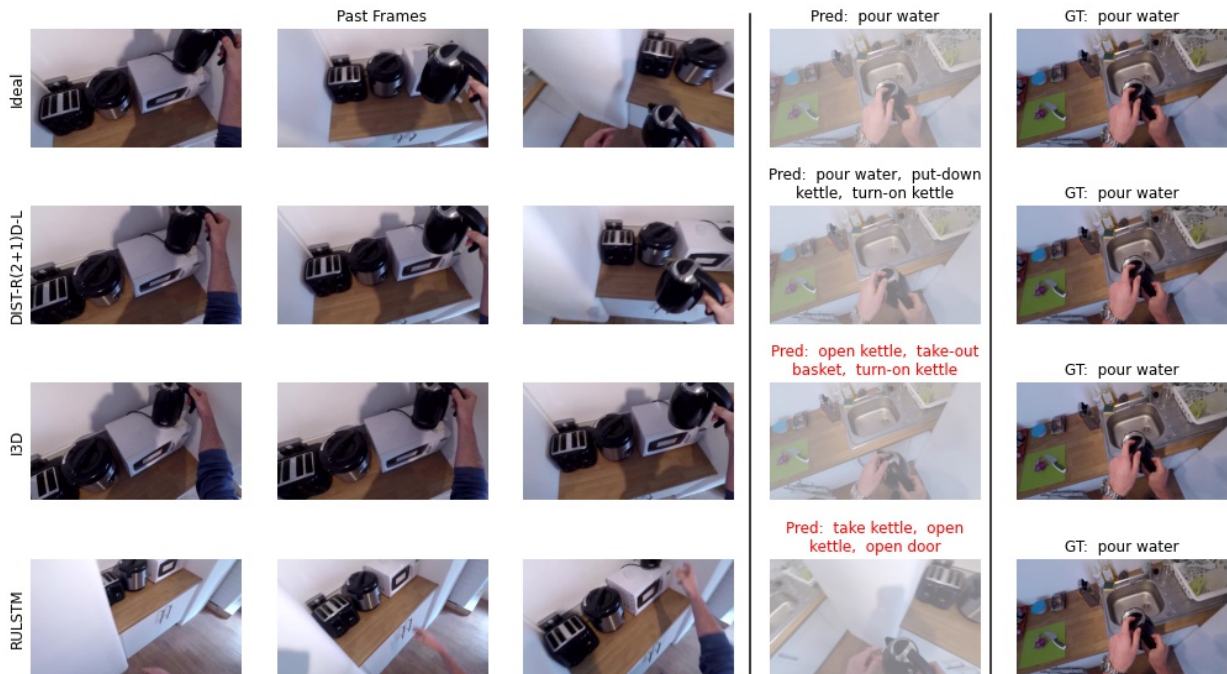 Past Frames
Pred: pour water
GT: pour water
Ideal
Pred: pour water, put-down
kettle, turn-on kettle
GT: pour water
DIST-R(2+1)D-L
Pred: open kettle, take-out
basket, turn-on kettle
GT: pour water
I3D
Pred: take kettle, open
kettle, open door
GT: pour water
RULSTM